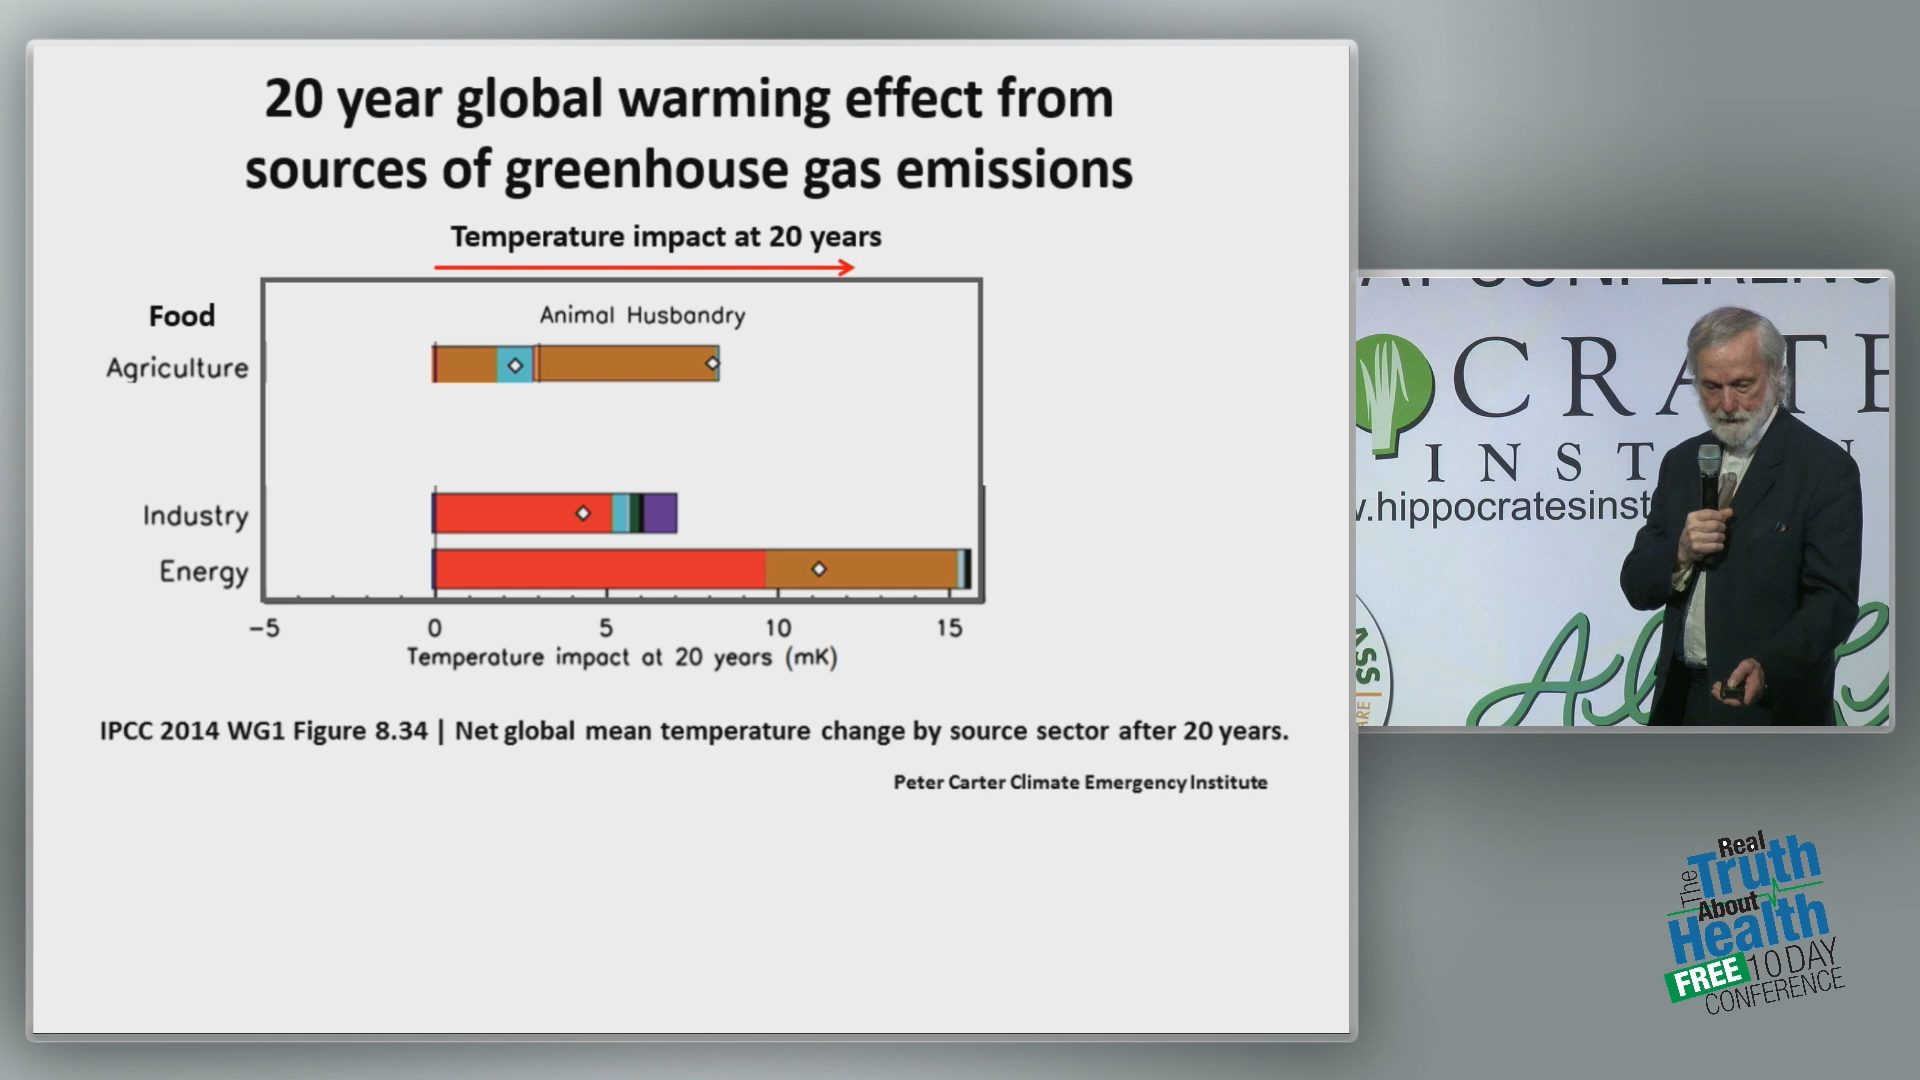 20 year global warming effect from
sources of greenhouse gas emissions
Temperature impact at 20 years
Food
Animal Husbandry
Agriculture
Industry
Energy
−5 0 5 10 15
Temperature impact at 20 years (mK)
IPCC 2014 WG1 Figure 8.34 | Net global mean temperature change by source sector after 20 years.
Peter Carter Climate Emergency Institute
INST
.hippocratesinst
The Real
Truth
About
Health
FREE 10 DAY
CONFERENCE